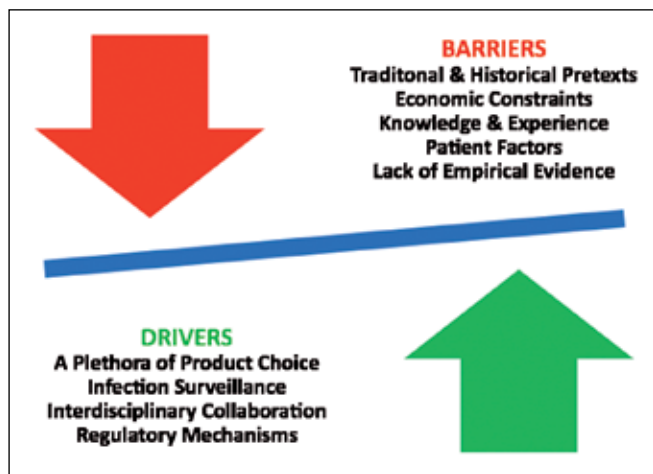 BARRIERS
Traditonal & Historical Pretexts
Economic Constraints
Knowledge & Experience
Patient Factors
Lack of Empirical Evidence
DRIVERS
A Plethora of Product Choice
Infection Surveillance
Interdisciplinary Collaboration
Regulatory Mechanisms